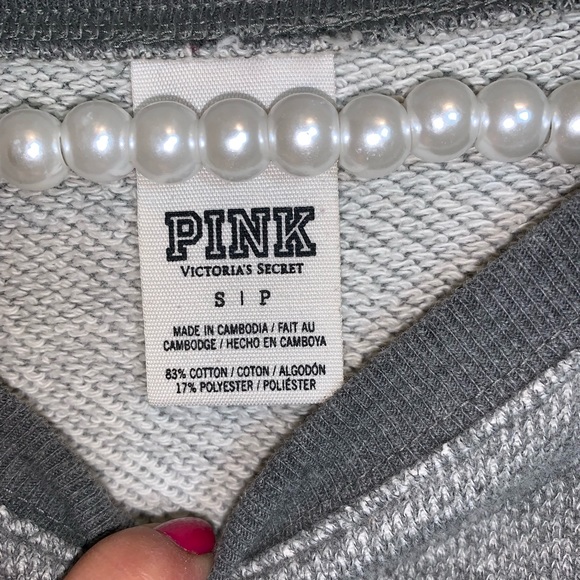 PINK
VICTORIA'S SECRET
S | P
MADE IN CAMBODIA / FAIT AU
CAMBODGE / HECHO EN CAMBOYA
83% COTTON / COTON / ALGODÓN
17% POLYESTER / POLIÉSTER